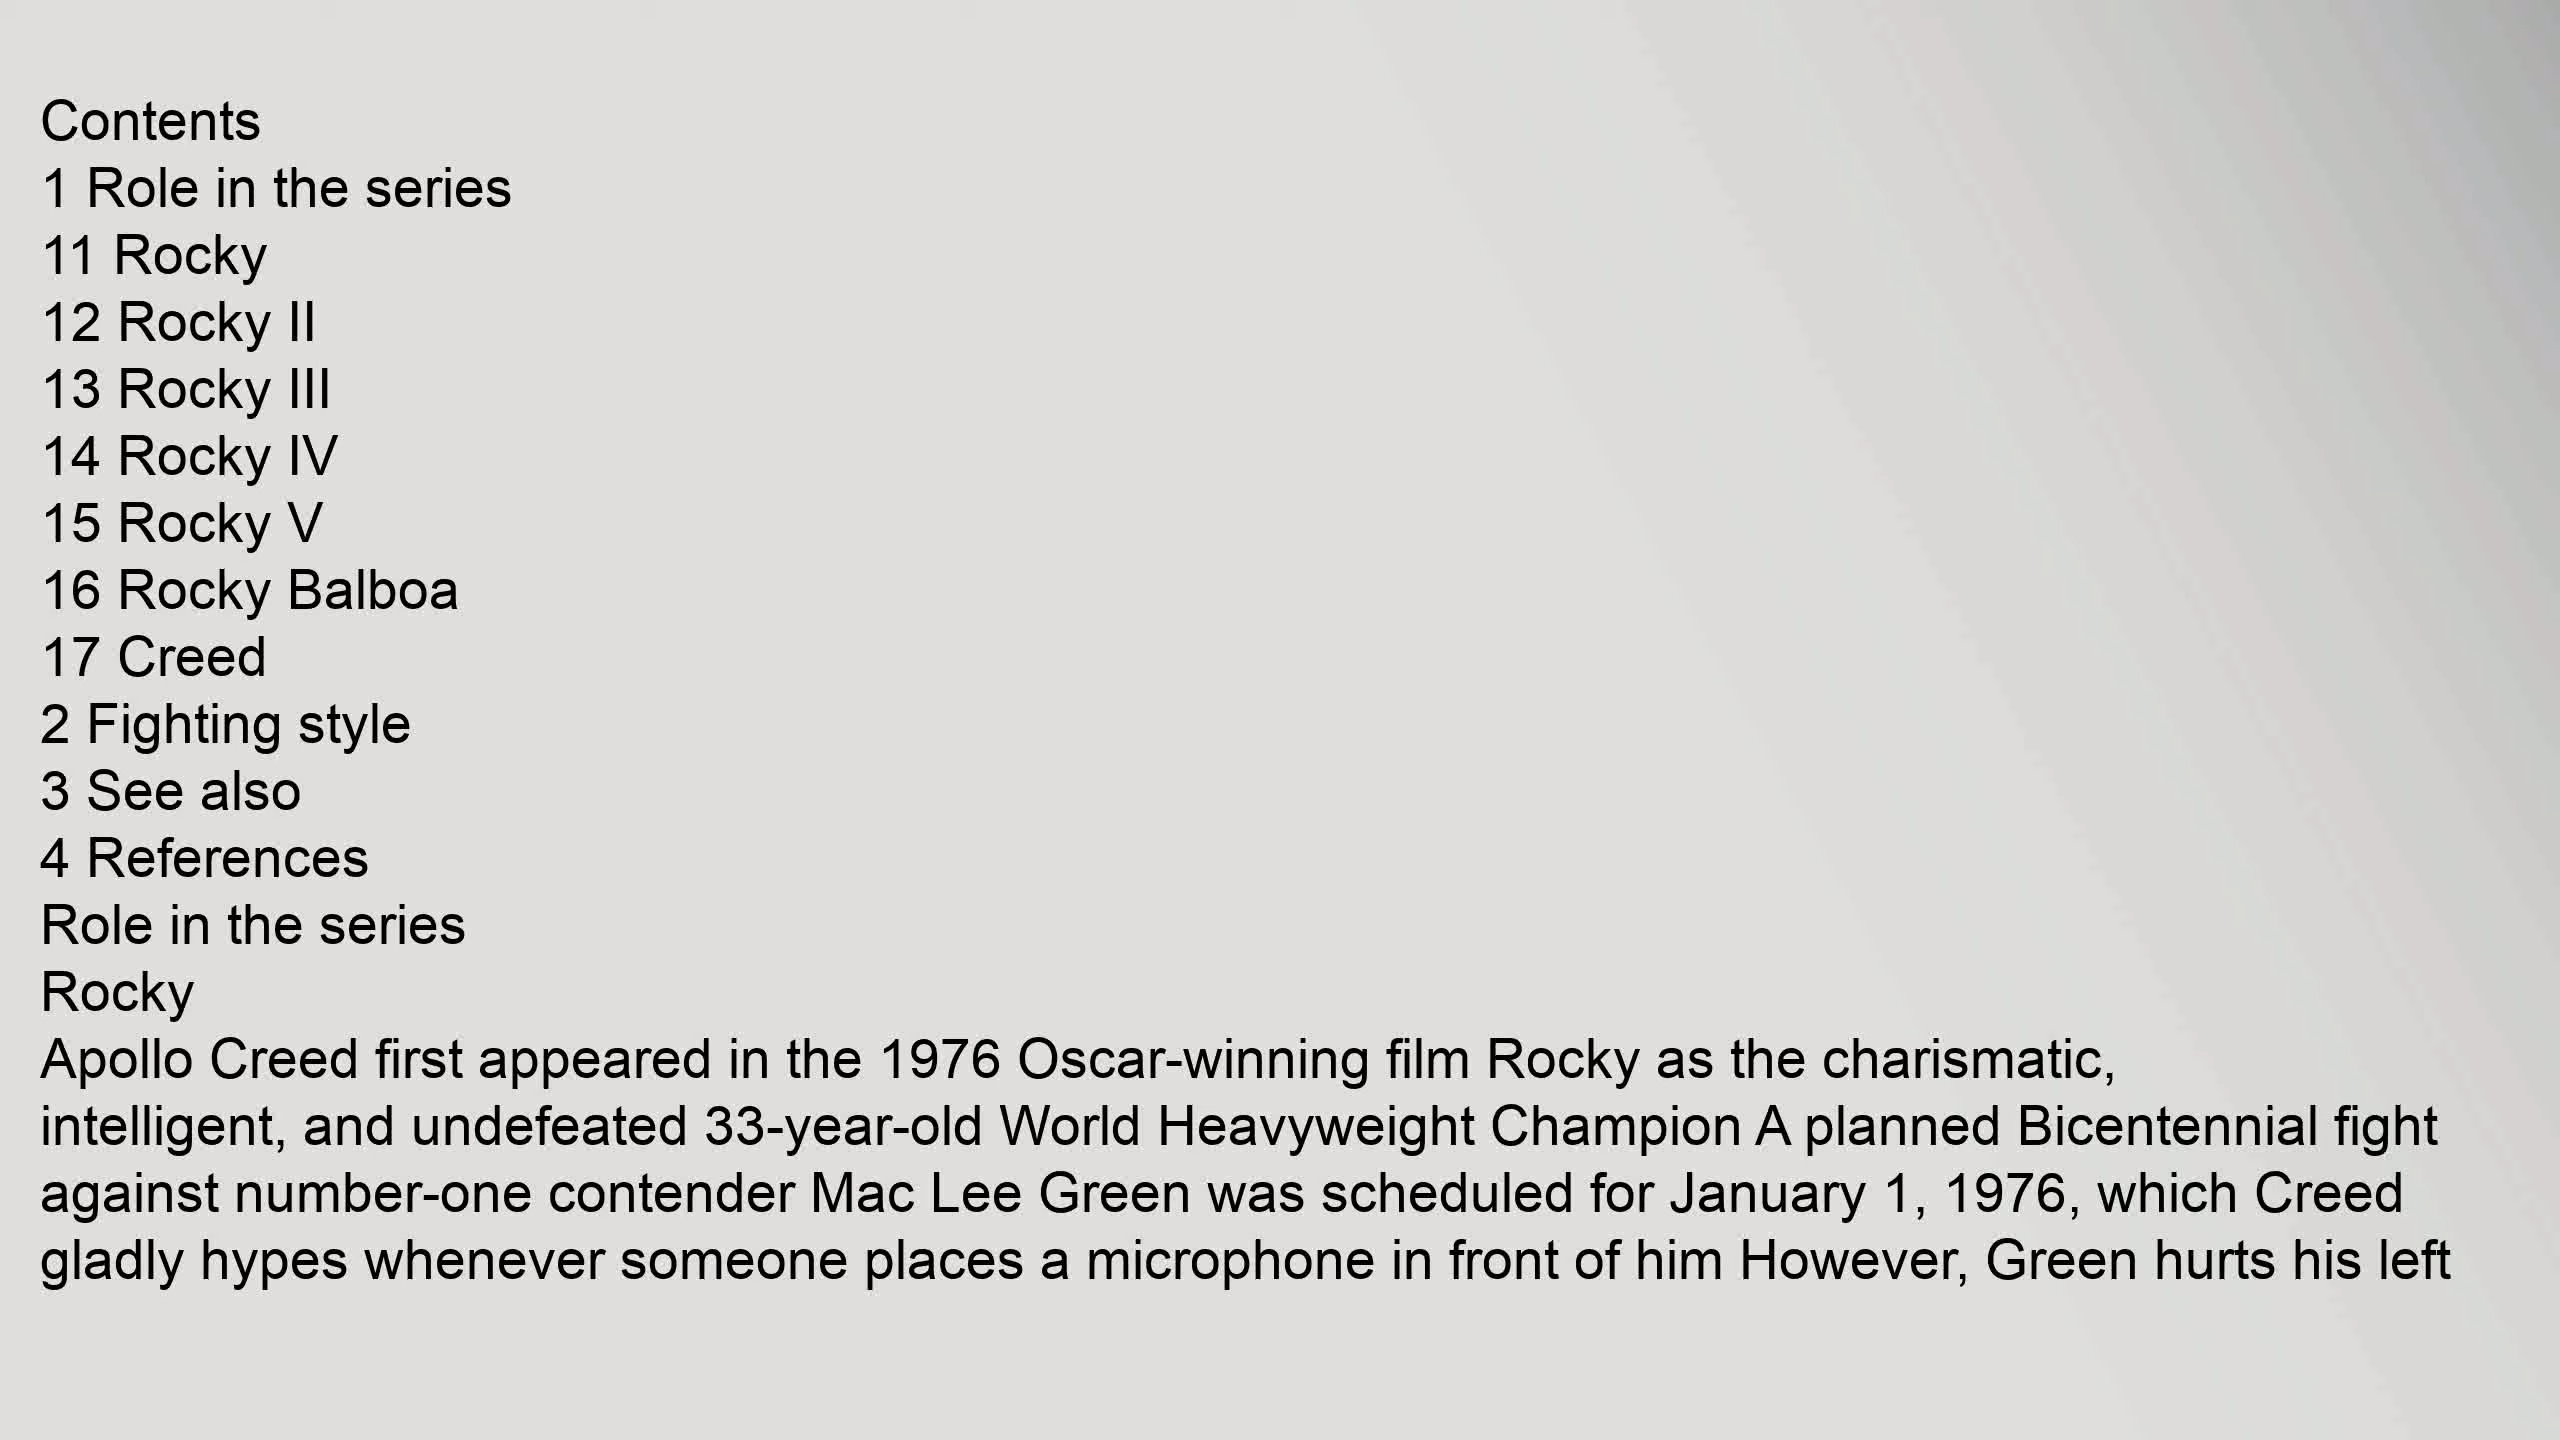 Contents
1 Role in the series
11 Rocky
12 Rocky II
13 Rocky III
14 Rocky IV
15 Rocky V
16 Rocky Balboa
17 Creed
2 Fighting style
3 See also
4 References
Role in the series
Rocky
Apollo Creed first appeared in the 1976 Oscar-winning film Rocky as the charismatic,
intelligent, and undefeated 33-year-old World Heavyweight Champion A planned Bicentennial fight
against number-one contender Mac Lee Green was scheduled for January 1, 1976, which Creed
gladly hypes whenever someone places a microphone in front of him However, Green hurts his left